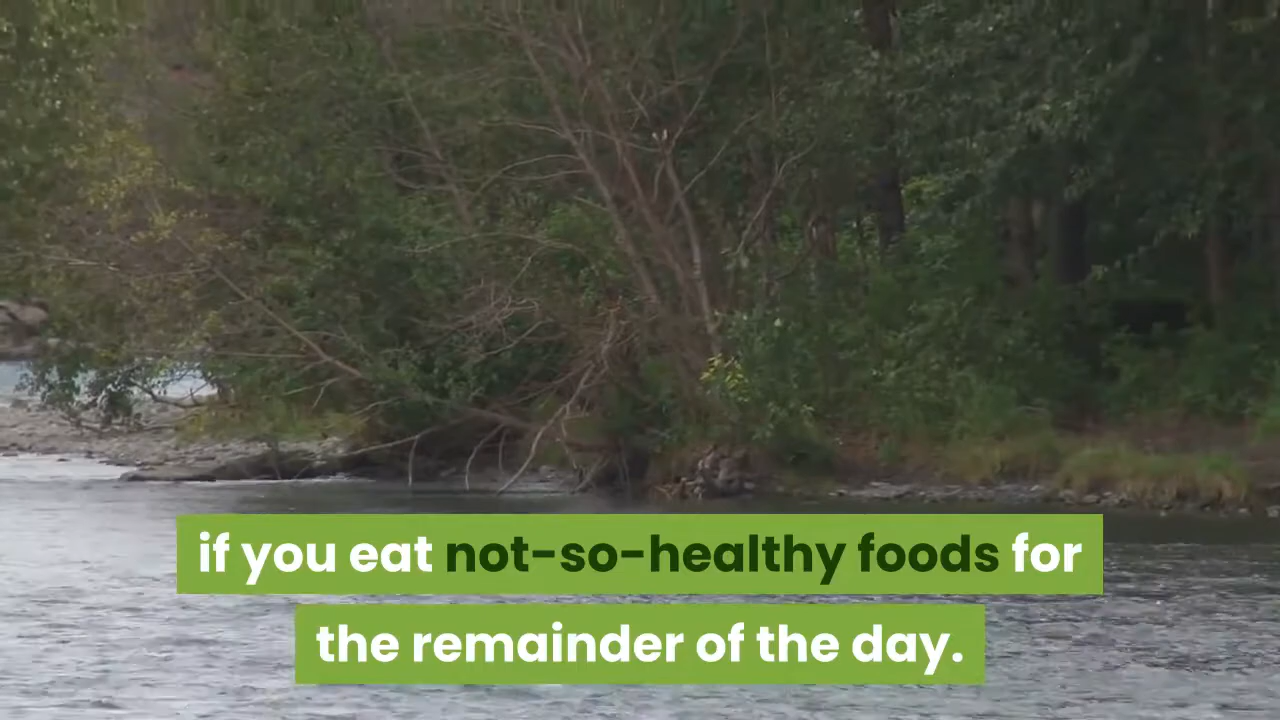 if you eat not-so-healthy foods for
the remainder of the day.